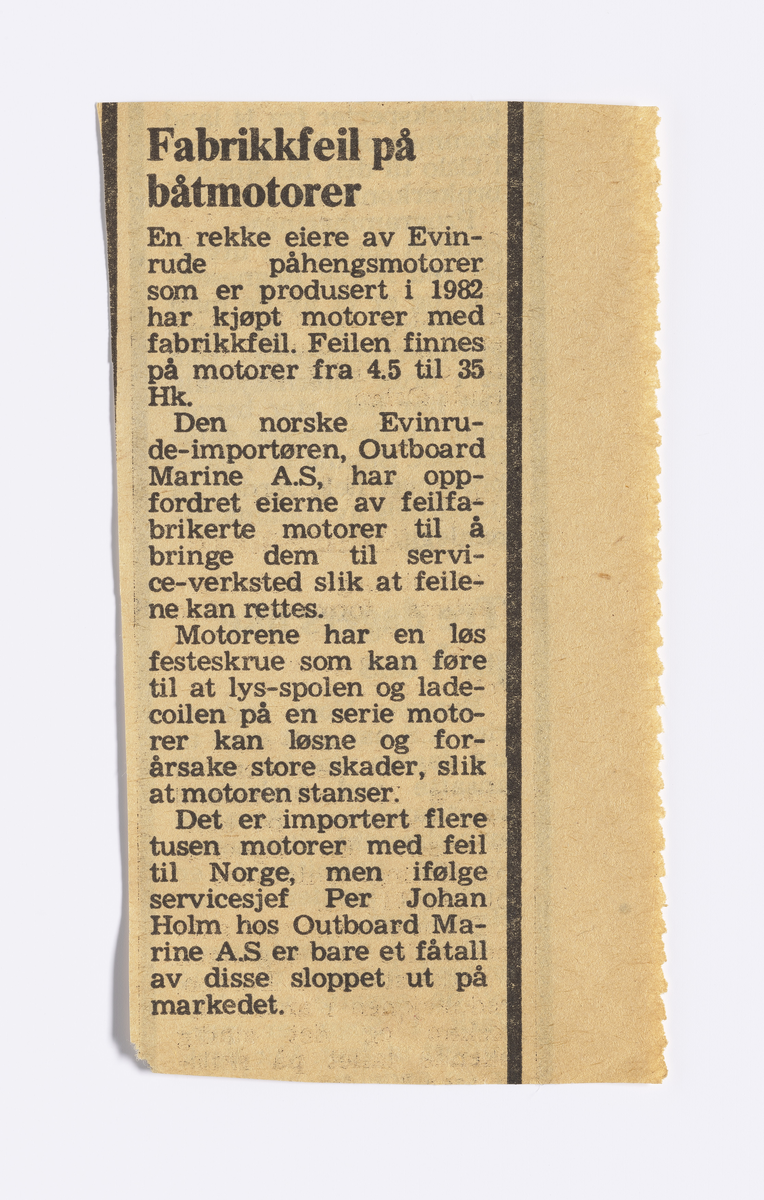 Fabrikkfeil på
båtmotorer
En rekke eiere av Evin-
rude påhengsmotorer
som er produsert i 1982
har kjøpt motorer med
fabrikkfeil. Feilen finnes
på motorer fra 4.5 til 35
Hk.
Den norske Evinru-
de-importøren, Outboard
Marine A.S, har opp-
fordret eierne av feilfa-
brikerte motorer til å
bringe dem til servi-
ce-verksted slik at feile-
ne kan rettes.
Motorene har en løs
festeskrue som kan føre
til at lys-spolen og lade-
coilen på en serie moto-
rer kan løsne og for-
årsake store skader, slik
at motoren stanser.
Det er importert flere
tusen motorer med feil
til Norge, men ifølge
servicesjef Per Johan
Holm hos Outboard Ma-
rine A.S er bare et fåtall
av disse sloppet ut på
markedet.